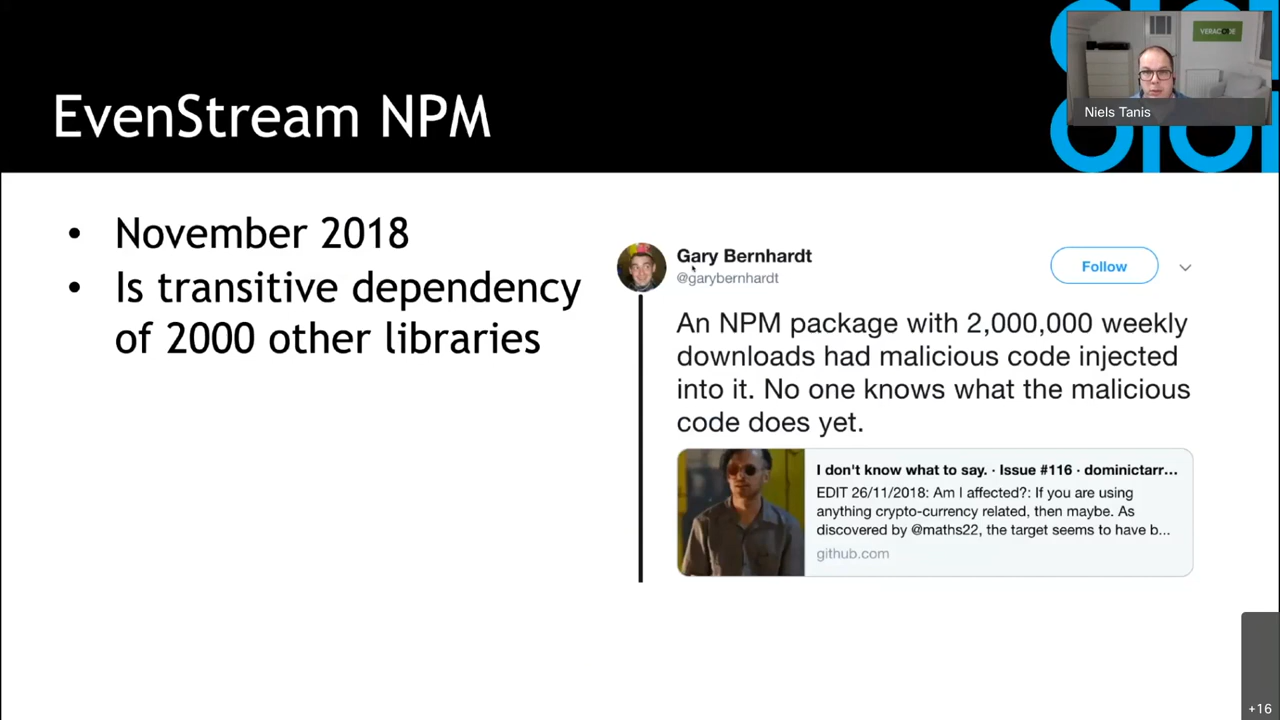 EvenStream NPM
VERACODE
Niels Tanis
• November 2018
• Is transitive dependency
of 2000 other libraries
Gary Bernhardt
@garybernhardt
Follow
An NPM package with 2,000,000 weekly
downloads had malicious code injected
into it. No one knows what the malicious
code does yet.
I don't know what to say. · Issue #116 · dominictarr...
EDIT 26/11/2018: Am I affected?: If you are using
anything crypto-currency related, then maybe. As
discovered by @maths22, the target seems to have b...
github.com
+16